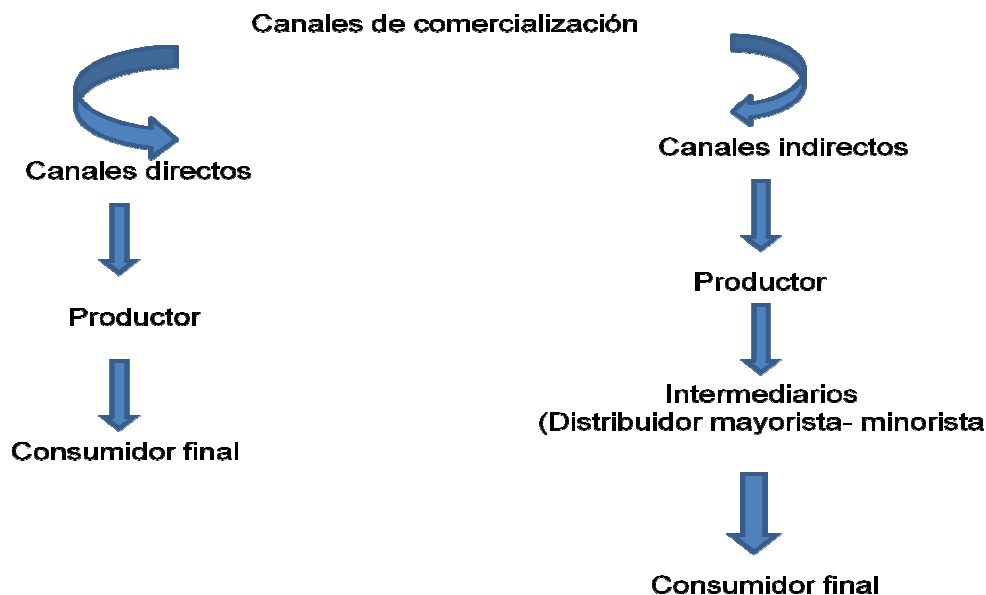 Canales de comercialización
Canales directos
Productor
Consumidor final
Canales indirectos
Productor
Intermediarios
(Distribuidor mayorista- minorista
Consumidor final